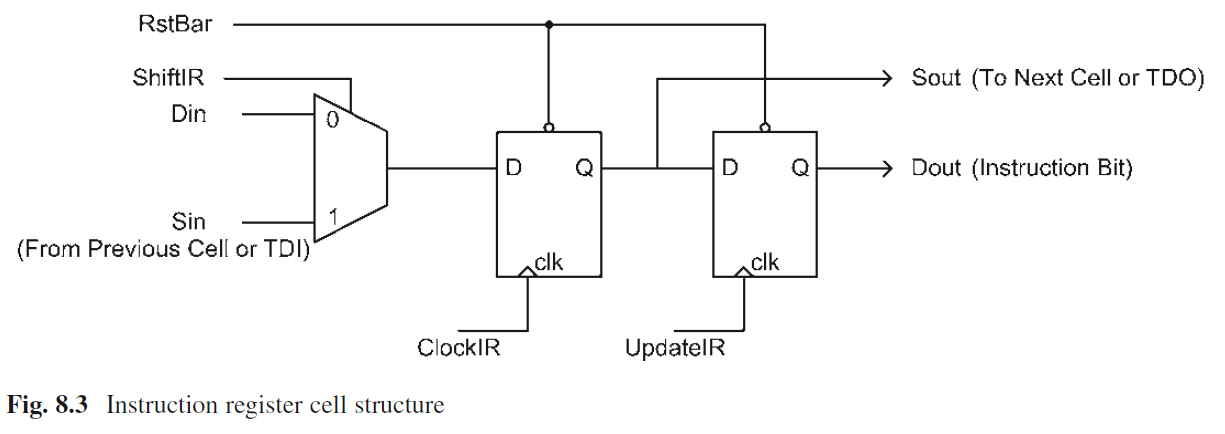 RstBar
ShiftIR
Sout (To Next Cell or TDO)
Din
0
D Q
D Q
Dout (Instruction Bit)
Sin
1
(From Previous Cell or TDI)
clk
clk
ClockIR
UpdateIR
Fig. 8.3 Instruction register cell structure